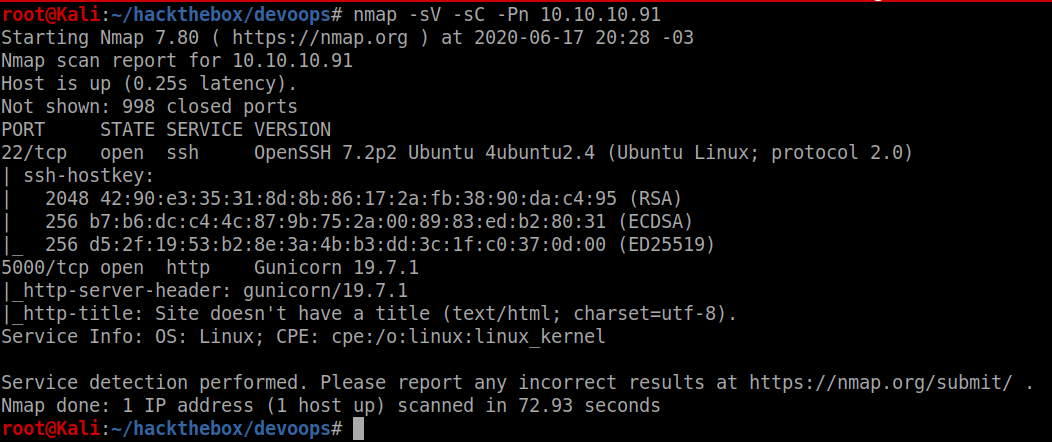 root@Kali:~/hackthebox/devoops# nmap -sV -sC -Pn 10.10.10.91
Starting Nmap 7.80 ( https://nmap.org ) at 2020-06-17 20:28 -03
Nmap scan report for 10.10.10.91
Host is up (0.25s latency).
Not shown: 998 closed ports
PORT     STATE SERVICE VERSION
22/tcp   open  ssh     OpenSSH 7.2p2 Ubuntu 4ubuntu2.4 (Ubuntu Linux; protocol 2.0)
| ssh-hostkey:
|   2048 42:90:e3:35:31:8d:8b:86:17:2a:fb:38:90:da:c4:95 (RSA)
|   256 b7:b6:dc:c4:4c:87:9b:75:2a:00:89:83:ed:b2:80:31 (ECDSA)
|_  256 d5:2f:19:53:b2:8e:3a:4b:b3:dd:3c:1f:c0:37:0d:00 (ED25519)
5000/tcp open  http    Gunicorn 19.7.1
|_http-server-header: gunicorn/19.7.1
|_http-title: Site doesn't have a title (text/html; charset=utf-8).
Service Info: OS: Linux; CPE: cpe:/o:linux:linux_kernel

Service detection performed. Please report any incorrect results at https://nmap.org/submit/ .
Nmap done: 1 IP address (1 host up) scanned in 72.93 seconds
root@Kali:~/hackthebox/devoops#